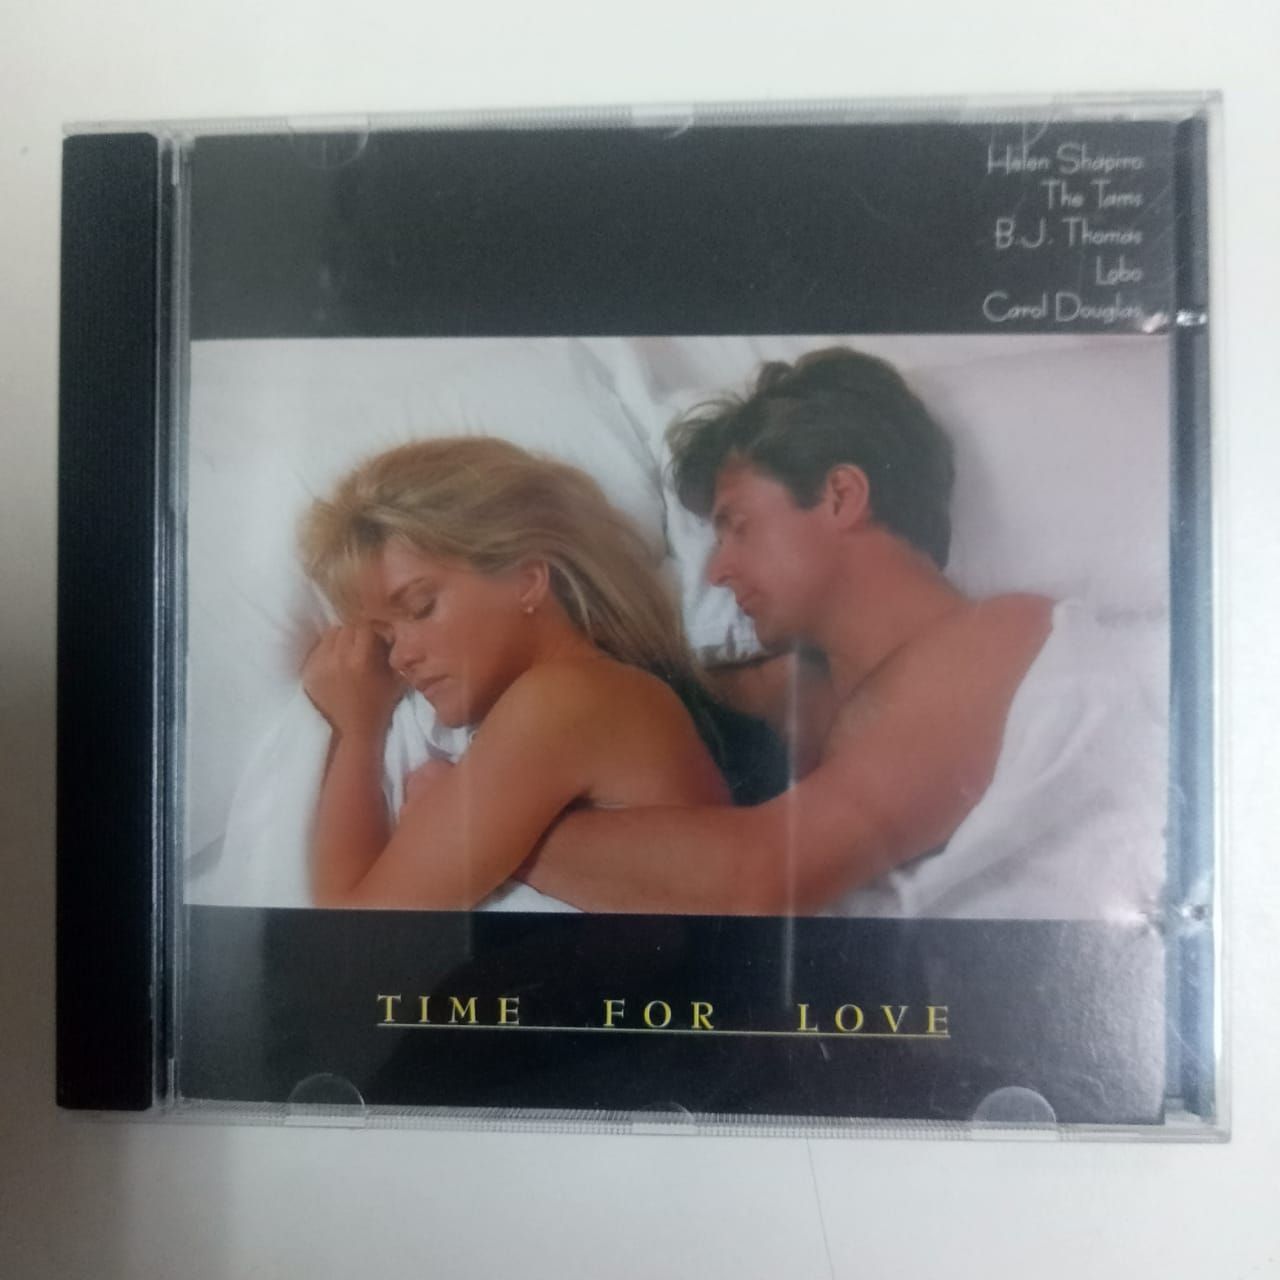 Helen Shapiro
The Tams
B.J. Thomas
Lobo
Carol Douglas
TIME FOR LOVE